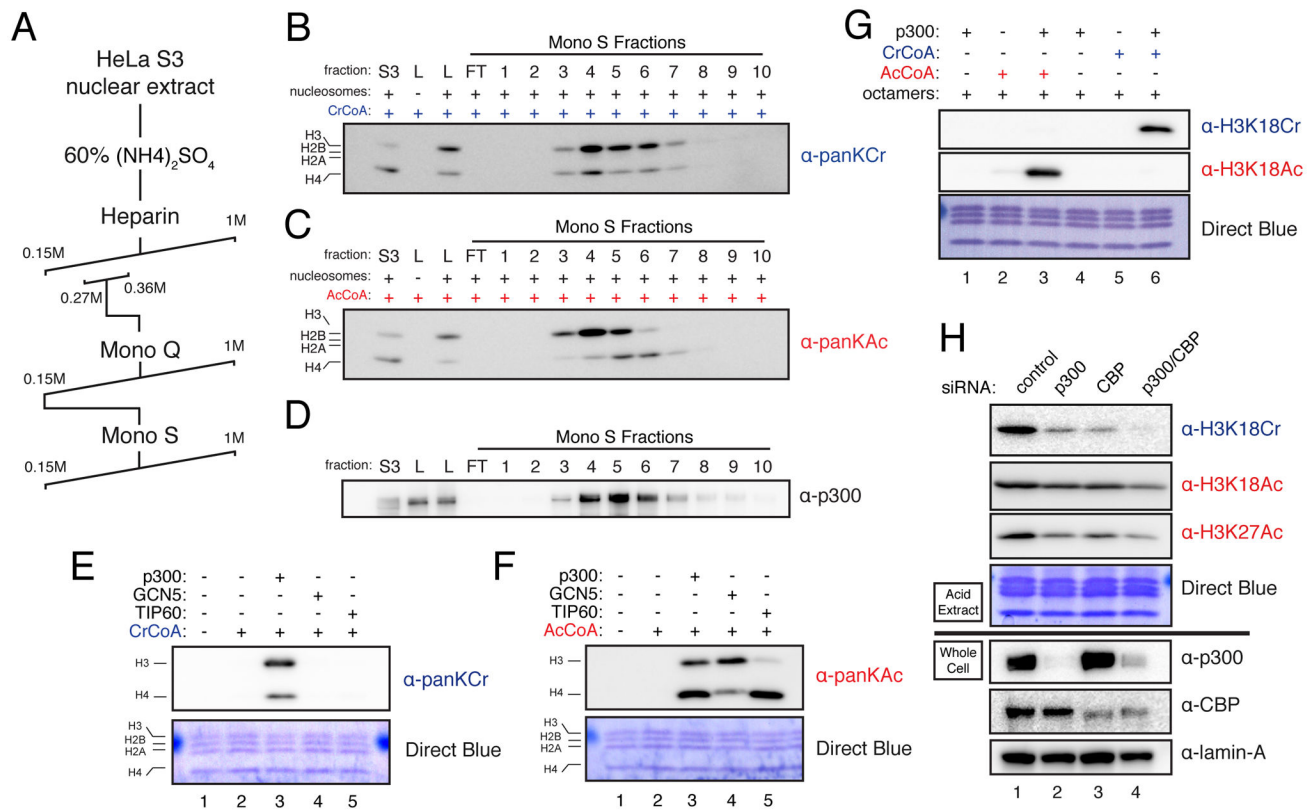 A
HeLa S3
nuclear extract
60% (NH4)2SO4
Heparin
0.15M 1M
0.27M 0.36M
Mono Q
0.15M 1M
Mono S
0.15M 1M
B
Mono S Fractions
fraction: S3 L L FT 1 2 3 4 5 6 7 8 9 10
nucleosomes: + - + + + + + + + + + + + +
CrCoA: + + + + + + + + + + + + + +
H3
H2B
H2A
H4
α-panKCr
C
Mono S Fractions
fraction: S3 L L FT 1 2 3 4 5 6 7 8 9 10
nucleosomes: + - + + + + + + + + + + + +
AcCoA: + + + + + + + + + + + + + +
H3
H2B
H2A
H4
α-panKAc
D
Mono S Fractions
fraction: S3 L L FT 1 2 3 4 5 6 7 8 9 10
α-p300
E
p300: - - + - -
GCN5: - - - + -
TIP60: - - - - +
CrCoA: - + + + +
H3
H4
α-panKCr
H3
H2B
H2A
H4
Direct Blue
1 2 3 4 5
F
p300: - - + - -
GCN5: - - - + -
TIP60: - - - - +
AcCoA: - + + + +
H3
H4
α-panKAc
H3
H2B
H2A
H4
Direct Blue
1 2 3 4 5
G
p300: + - + + - +
CrCoA: - - - - + +
AcCoA: - + + - - -
octamers: + + + + + +
α-H3K18Cr
α-H3K18Ac
Direct Blue
1 2 3 4 5 6
H
siRNA: control p300 CBP p300/CBP
α-H3K18Cr
α-H3K18Ac
α-H3K27Ac
Acid
Extract
Direct Blue
Whole
Cell
α-p300
α-CBP
α-lamin-A
1 2 3 4